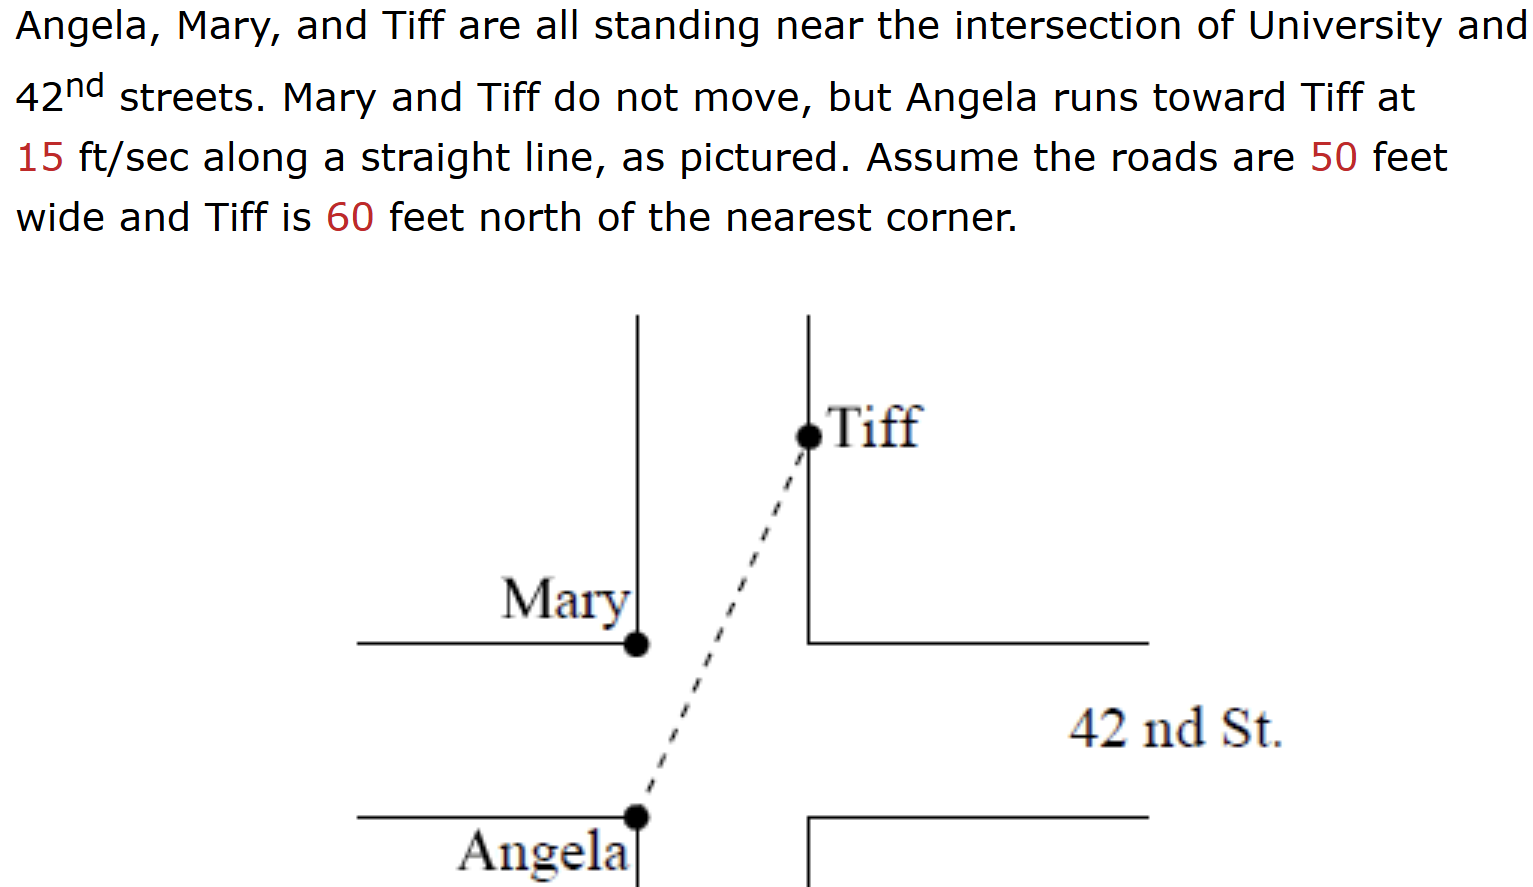 Angela, Mary, and Tiff are all standing near the intersection of University and
42nd streets. Mary and Tiff do not move, but Angela runs toward Tiff at
15 ft/sec along a straight line, as pictured. Assume the roads are 50 feet
wide and Tiff is 60 feet north of the nearest corner.
Tiff
Mary
42 nd St.
Angela